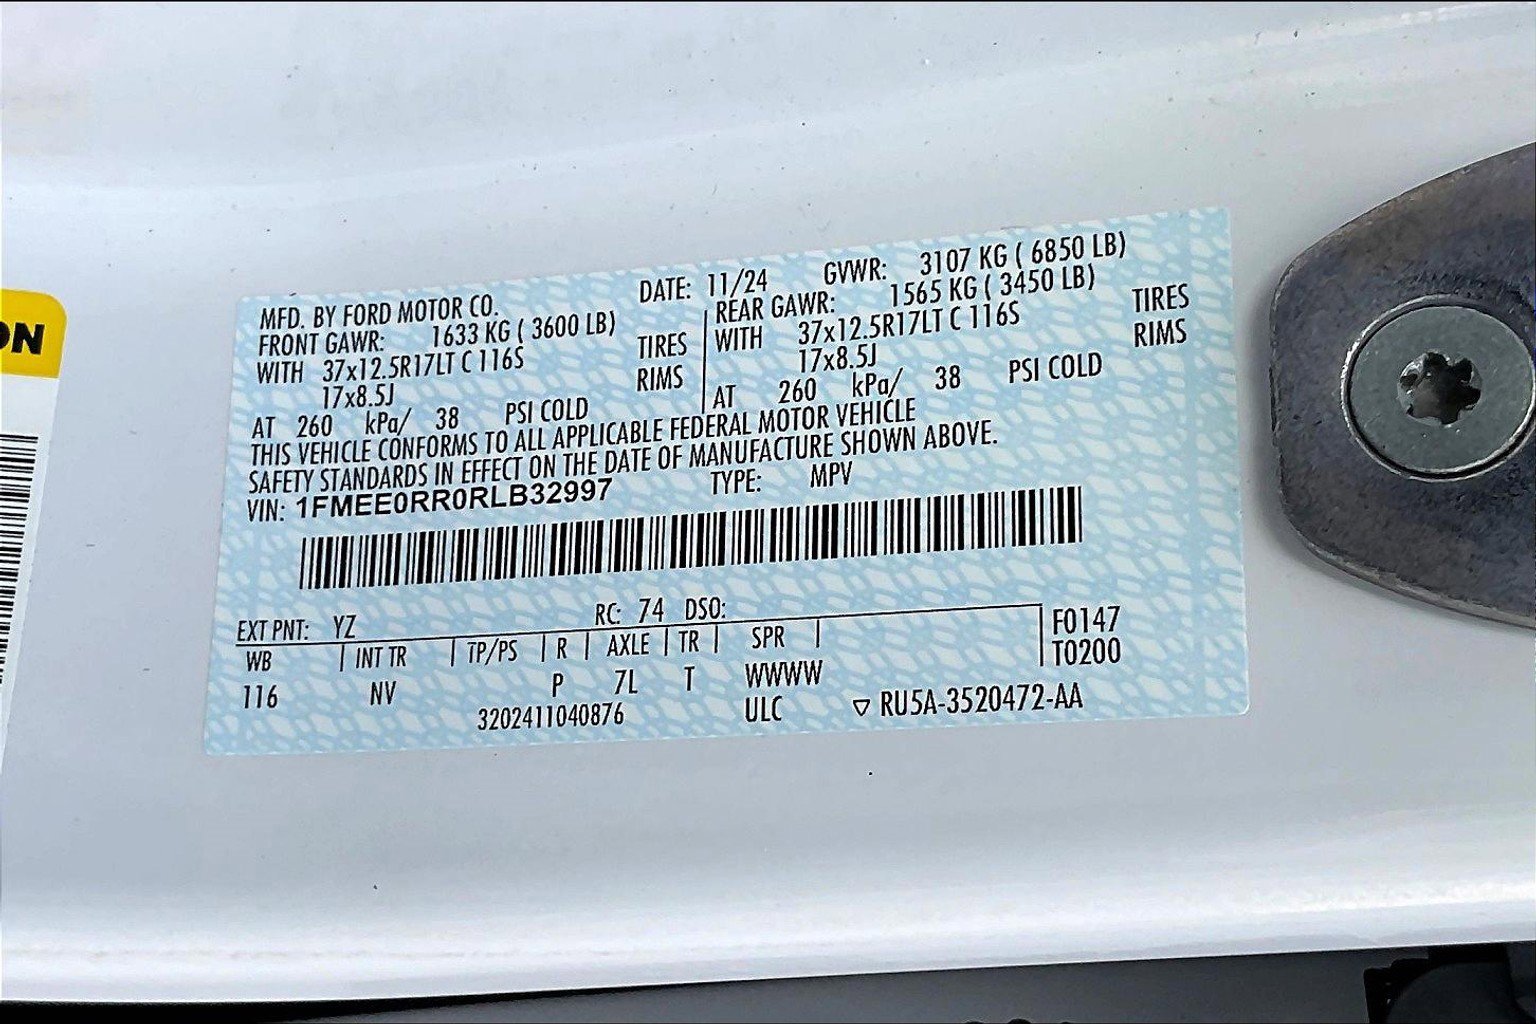 ON
MFD. BY FORD MOTOR CO. DATE: 11/24 GVWR: 3107 KG ( 6850 LB)
FRONT GAWR: 1633 KG ( 3600 LB) REAR GAWR: 1565 KG ( 3450 LB)
WITH 37x12.5R17LT C 116S TIRES WITH 37x12.5R17LT C 116S TIRES
17x8.5J RIMS 17x8.5J RIMS
AT 260 kPa/ 38 PSI COLD AT 260 kPa/ 38 PSI COLD
THIS VEHICLE CONFORMS TO ALL APPLICABLE FEDERAL MOTOR VEHICLE
SAFETY STANDARDS IN EFFECT ON THE DATE OF MANUFACTURE SHOWN ABOVE.
VIN: 1FMEE0RR0RLB32997 TYPE: MPV
EXT PNT: YZ RC: 74 DSO:
WB INT TR TP/PS R AXLE TR SPR F0147
116 NV P 7L T WWWW T0200
3202411040876 ULC ▽ RU5A-3520472-AA